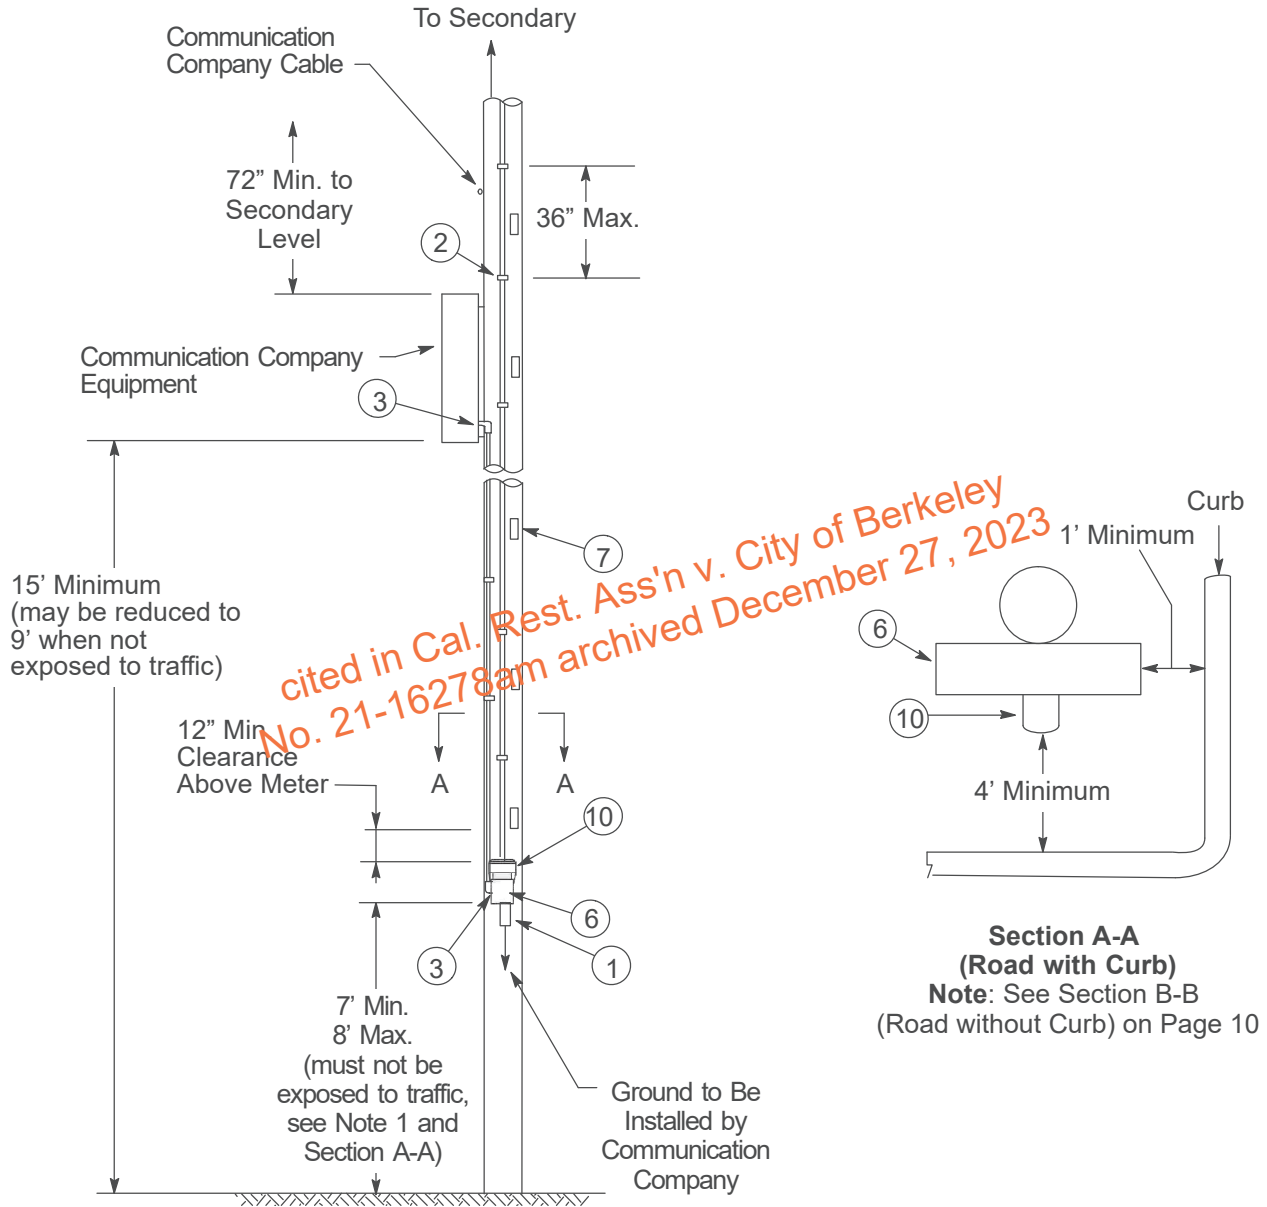 To Secondary
Communication
Company Cable
72” Min. to
Secondary
Level
36” Max.
2
Communication Company
Equipment
3
7
15’ Minimum
(may be reduced to
9’ when not
exposed to traffic)
cited in Cal. Rest. Ass'n v. City of Berkeley
No. 21-16278am archived December 27, 2023
12” Min
Clearance
Above Meter
A
A
10
6
3
1
7’ Min.
8’ Max.
(must not be
exposed to traffic,
see Note 1 and
Section A-A)
Ground to Be
Installed by
Communication
Company
Curb
1’ Minimum
6
10
4’ Minimum
Section A-A
(Road with Curb)
Note: See Section B-B
(Road without Curb) on Page 10